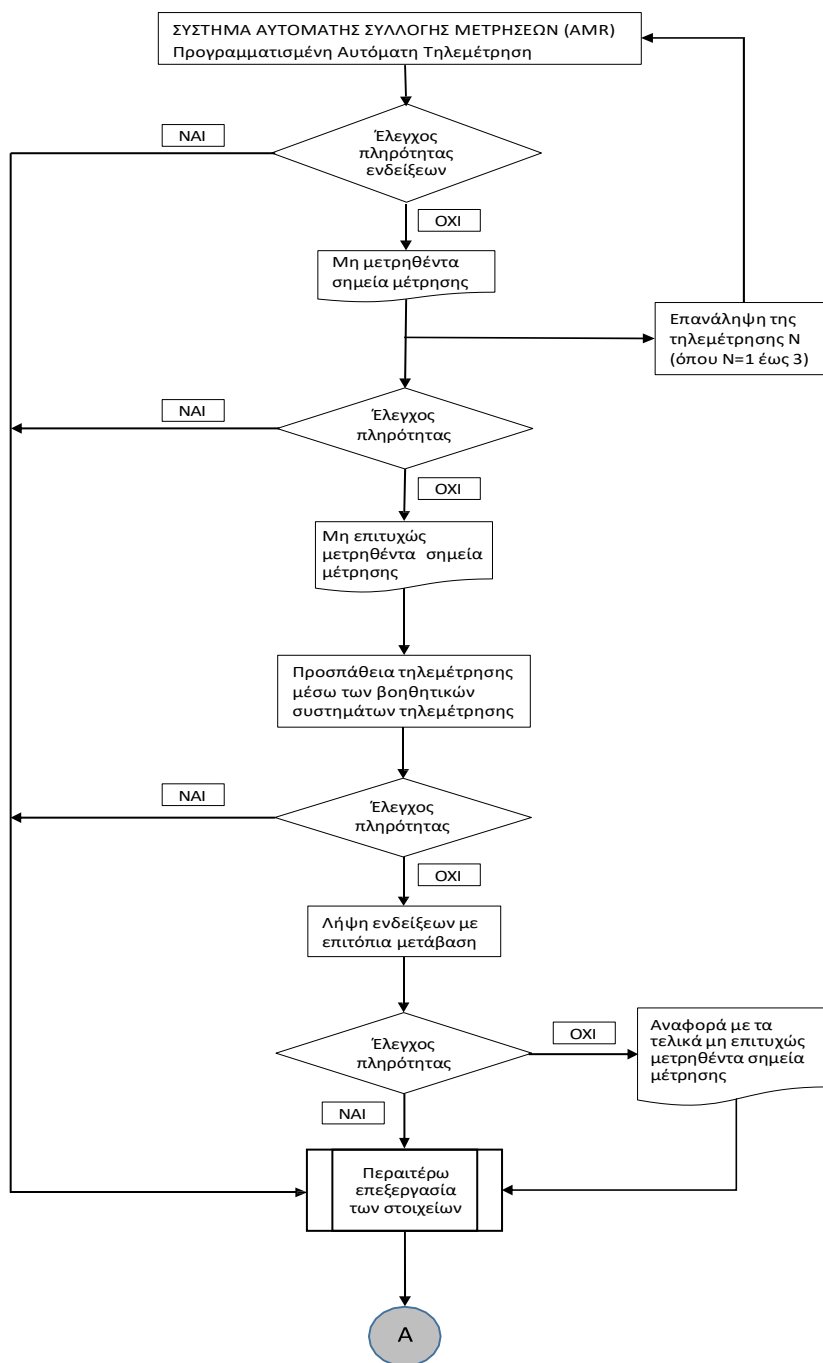 ΣΥΣΤΗΜΑ ΑΥΤΟΜΑΤΗΣ ΣΥΛΛΟΓΗΣ ΜΕΤΡΗΣΕΩΝ (AMR)
Προγραμματισμένη Αυτόματη Τηλεμέτρηση
ΝΑΙ
Έλεγχος
πληρότητας
ενδείξεων
ΟΧΙ
Μη μετρηθέντα
σημεία μέτρησης
Επανάληψη της
τηλεμέτρησης Ν
(όπου Ν=1 έως 3)
ΝΑΙ
Έλεγχος
πληρότητας
ΟΧΙ
Μη επιτυχώς
μετρηθέντα σημεία
μέτρησης
Προσπάθεια τηλεμέτρησης
μέσω των βοηθητικών
συστημάτων τηλεμέτρησης
ΝΑΙ
Έλεγχος
πληρότητας
ΟΧΙ
Λήψη ενδείξεων με
επιτόπια μετάβαση
Έλεγχος
πληρότητας
ΟΧΙ
Αναφορά με τα
τελικά μη επιτυχώς
μετρηθέντα σημεία
μέτρησης
ΝΑΙ
Περαιτέρω
επεξεργασία
των στοιχείων
Α